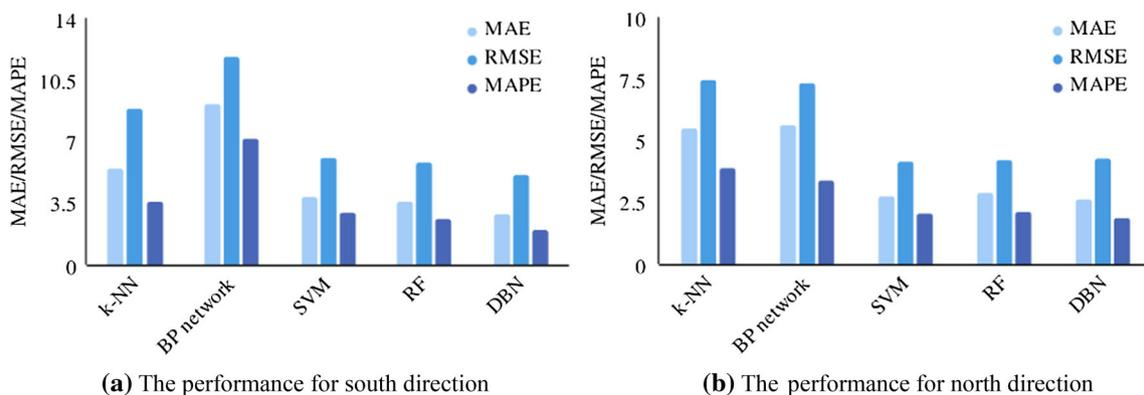 MAE/RMSE/MAPE
14
10.5
7
3.5
0
MAE
RMSE
MAPE
k-NN
BP network
SVM
RF
DBN
(a) The performance for south direction
MAE/RMSE/MAPE
10
7.5
5
2.5
0
MAE
RMSE
MAPE
k-NN
BP network
SVM
RF
DBN
(b) The performance for north direction